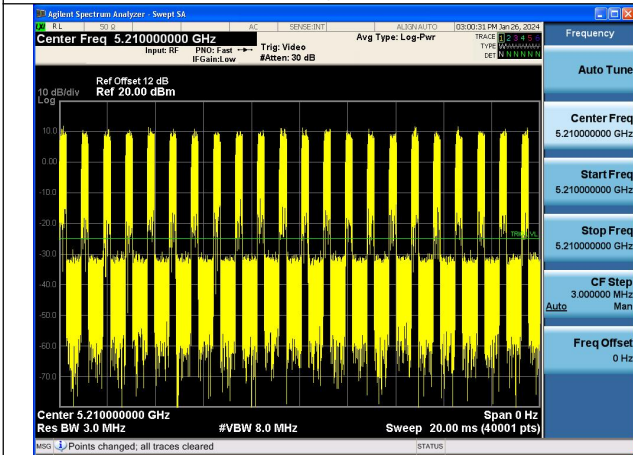 Agilent Spectrum Analyzer - Swept SA
RL 50 Ω AC SENSE:INT ALIGN AUTO 03:00:31 PM Jan 26, 2024
Center Freq 5.210000000 GHz
Input: RF PNO: Fast Trig: Video Avg Type: Log-Pwr TRACE 1 2 3 4 5 6
IFGain:Low #Atten: 30 dB TYPE WWWWWW
DET N N N N N N
Ref Offset 12 dB
10 dB/div Ref 20.00 dBm
Log
10.0
0.00
-10.0
-20.0
-30.0
-40.0
-50.0
-60.0
-70.0
Center 5.210000000 GHz Span 0 Hz
Res BW 3.0 MHz #VBW 8.0 MHz Sweep 20.00 ms (40001 pts)
MSG Points changed; all traces cleared STATUS
Frequency
Auto Tune
Center Freq
5.210000000 GHz
Start Freq
5.210000000 GHz
Stop Freq
5.210000000 GHz
CF Step
3.000000 MHz
Auto Man
Freq Offset
0 Hz